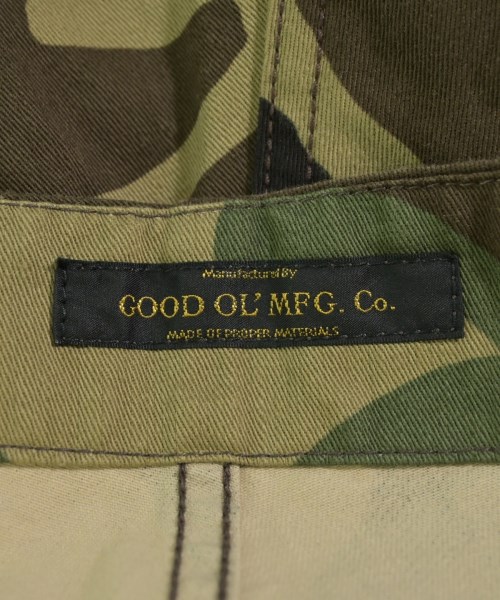 Manufactured By
GOOD OL' MFG. Co.
MADE OF PROPER MATERIALS